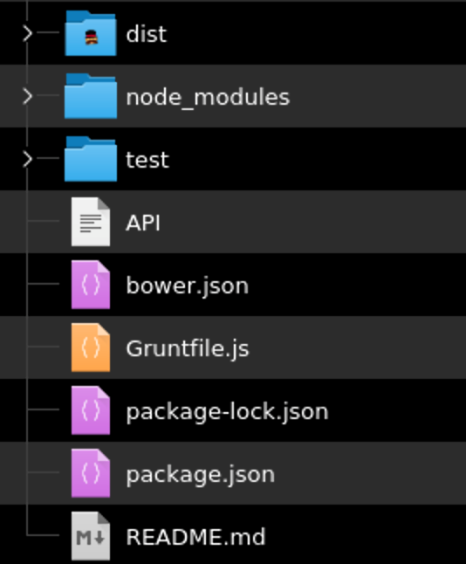 dist
node_modules
test
API
bower.json
Gruntfile.js
package-lock.json
package.json
M↓ README.md